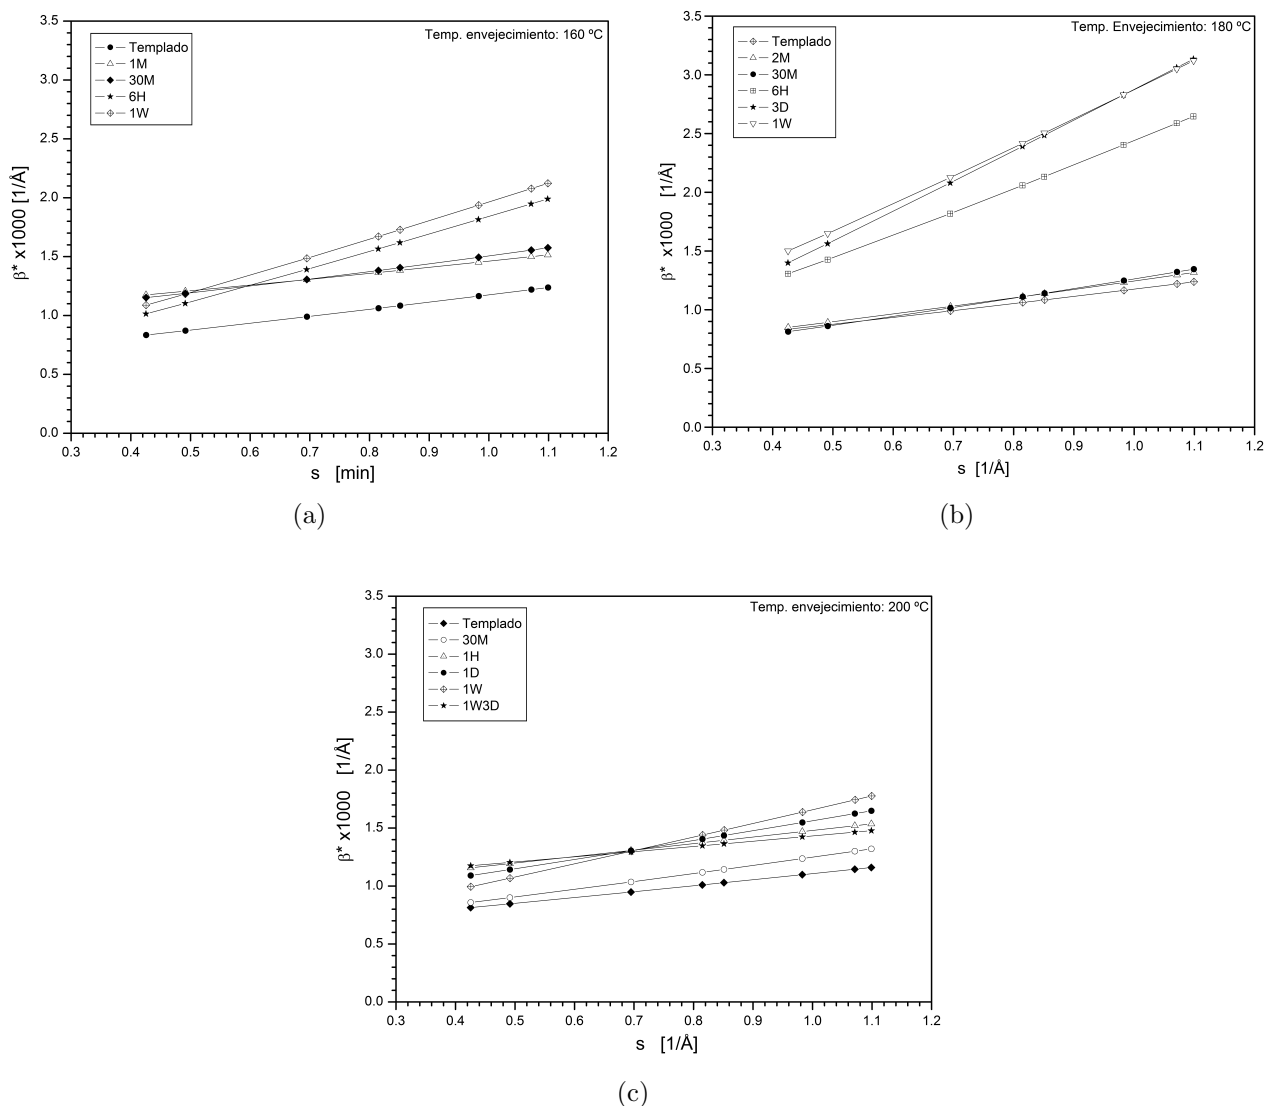 Temp. envejecimiento: 160 ºC
Templado
1M
30M
6H
1W
3.5
3.0
2.5
2.0
1.5
1.0
0.5
0.0
β* x1000 [1/Å]
0.3 0.4 0.5 0.6 0.7 0.8 0.9 1.0 1.1 1.2
s [min]
(a)
Temp. Envejecimiento: 180 ºC
Templado
2M
30M
6H
3D
1W
3.5
3.0
2.5
2.0
1.5
1.0
0.5
0.0
β* x1000 [1/Å]
0.3 0.4 0.5 0.6 0.7 0.8 0.9 1.0 1.1 1.2
s [1/Å]
(b)
Temp. envejecimiento: 200 ºC
Templado
30M
1H
1D
1W
1W3D
3.5
3.0
2.5
2.0
1.5
1.0
0.5
0.0
β* x1000 [1/Å]
0.3 0.4 0.5 0.6 0.7 0.8 0.9 1.0 1.1 1.2
s [1/Å]
(c)